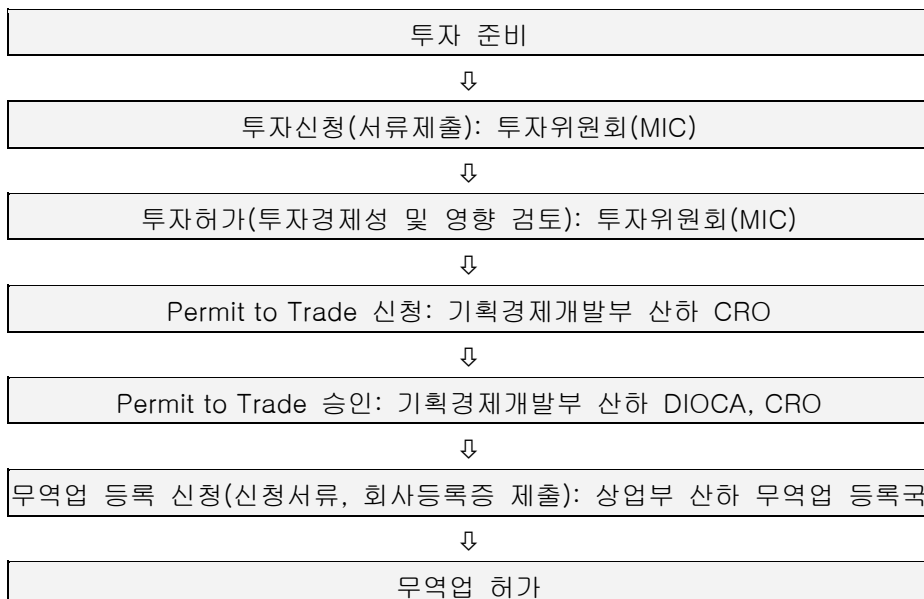 투자 준비
⇩
투자신청(서류제출): 투자위원회(MIC)
⇩
투자허가(투자경제성 및 영향 검토): 투자위원회(MIC)
⇩
Permit to Trade 신청: 기획경제개발부 산하 CRO
⇩
Permit to Trade 승인: 기획경제개발부 산하 DIOCA, CRO
⇩
무역업 등록 신청(신청서류, 회사등록증 제출): 상업부 산하 무역업 등록국
⇩
무역업 허가